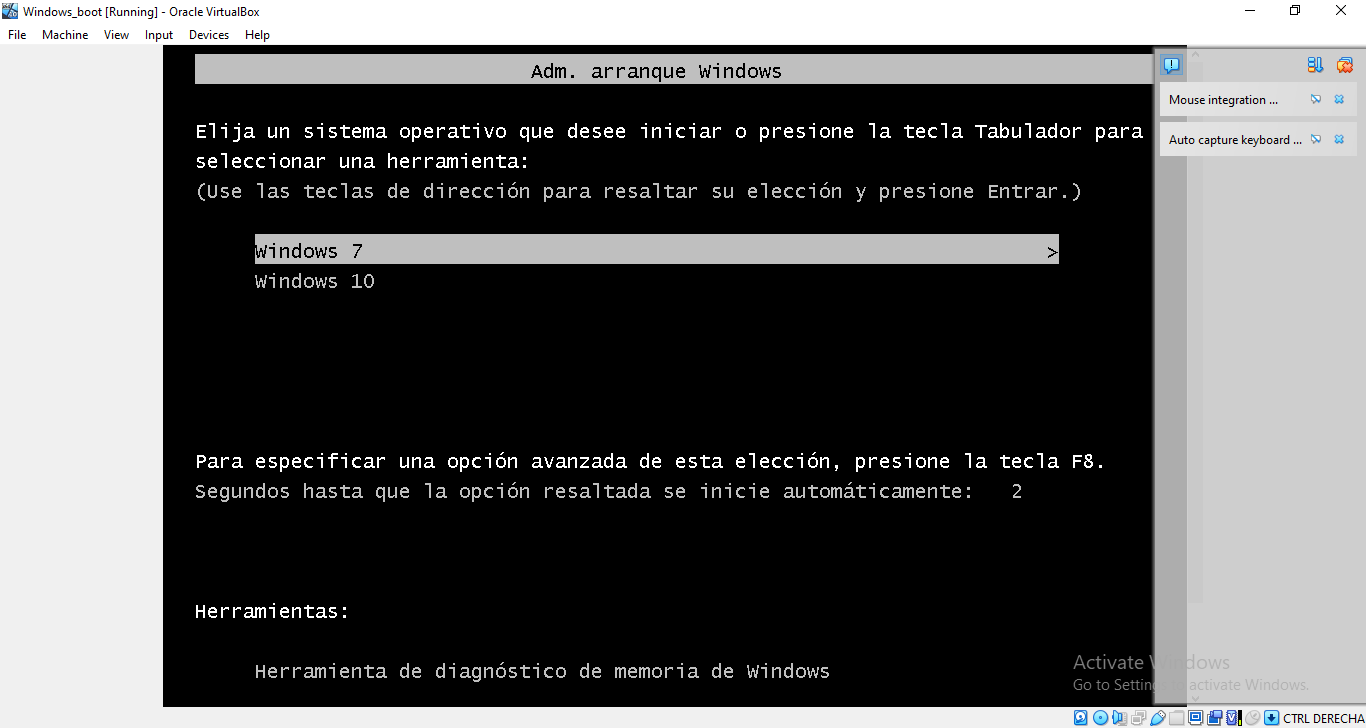 Windows_boot [Running] - Oracle VirtualBox
File Machine View Input Devices Help
Adm. arranque Windows
Elija un sistema operativo que desee iniciar o presione la tecla Tabulador para
seleccionar una herramienta:
(Use las teclas de dirección para resaltar su elección y presione Entrar.)
Windows 7 >
Windows 10
Para especificar una opción avanzada de esta elección, presione la tecla F8.
Segundos hasta que la opción resaltada se inicie automáticamente: 2
Herramientas:
Herramienta de diagnóstico de memoria de Windows
Mouse integration ...
Auto capture keyboard ...
Activate Windows
Go to Settings to activate Windows.
CTRL DERECHA